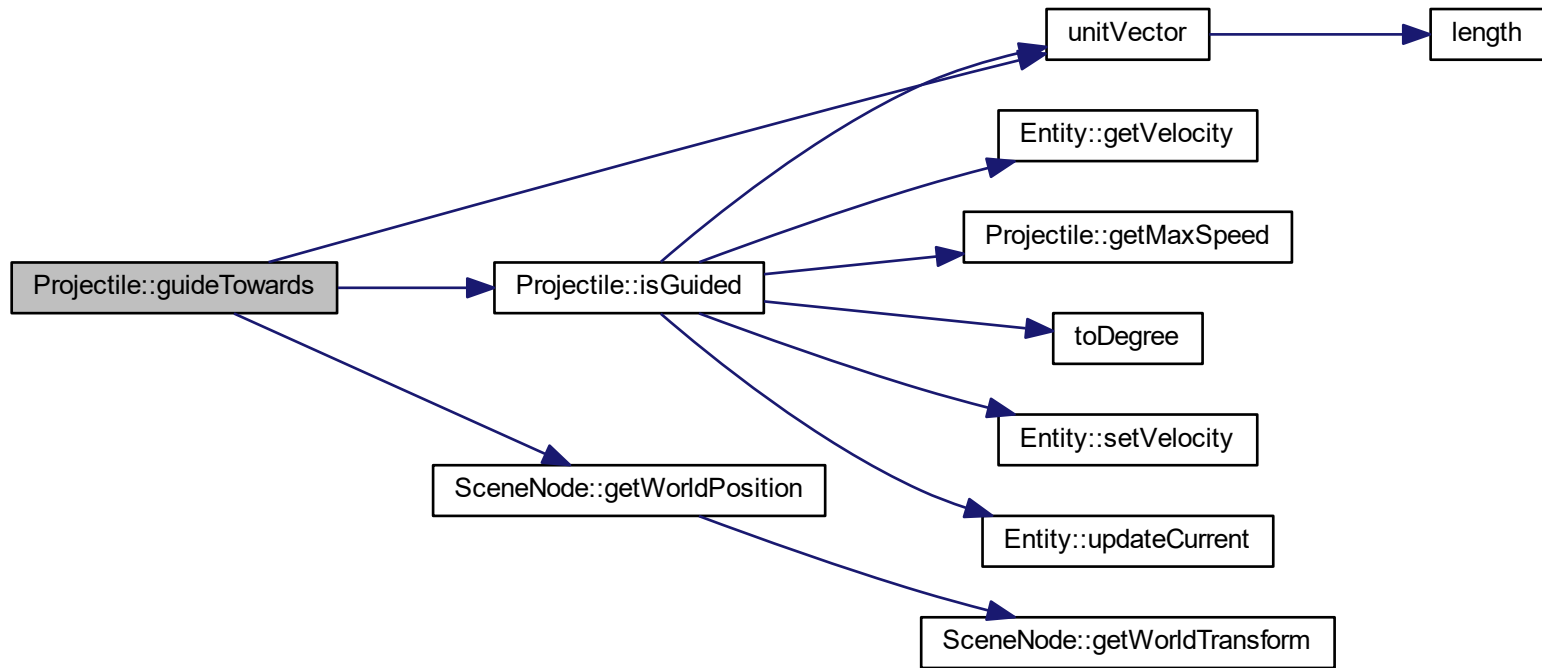 unitVector
length
Entity::getVelocity
Projectile::getMaxSpeed
Projectile::guideTowards
Projectile::isGuided
toDegree
Entity::setVelocity
SceneNode::getWorldPosition
Entity::updateCurrent
SceneNode::getWorldTransform